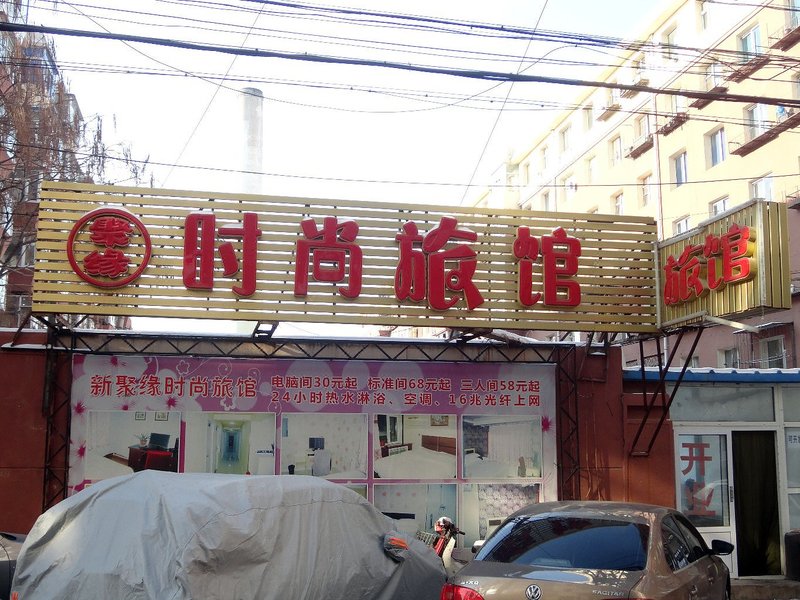 聚缘
时尚旅馆
旅馆
新聚缘时尚旅馆 电脑间30元起 标准间68元起 三人间58元起
24小时热水淋浴、空调、16兆光纤上网
开业
SAGITAR